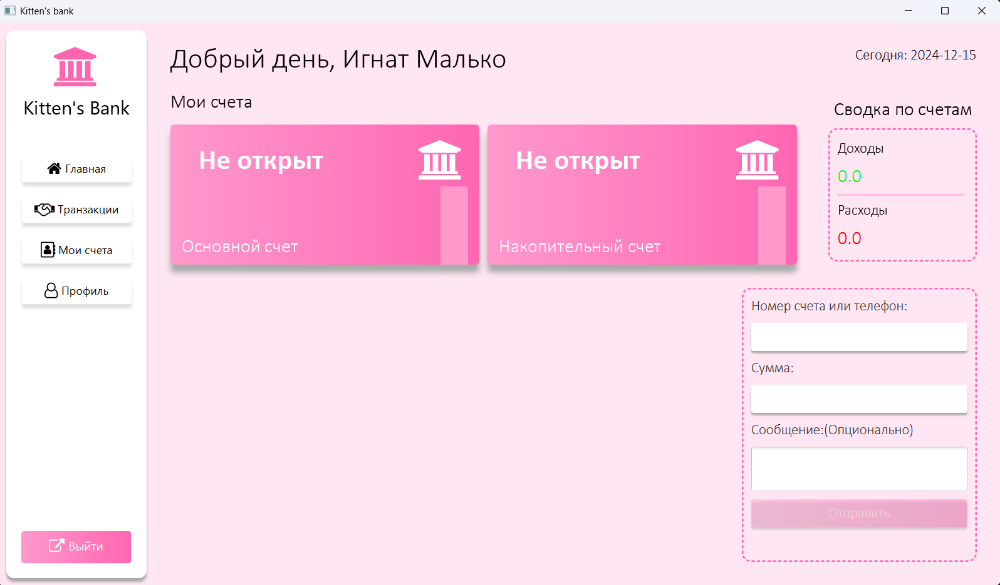 Kitten's bank
Kitten's Bank
Главная
Транзакции
Мои счета
Профиль
Выйти
Добрый день, Игнат Малько
Сегодня: 2024-12-15
Мои счета
Не открыт
Основной счет
Не открыт
Накопительный счет
Сводка по счетам
Доходы
0.0
Расходы
0.0
Номер счета или телефон:
Сумма:
Сообщение:(Опционально)
Отправить